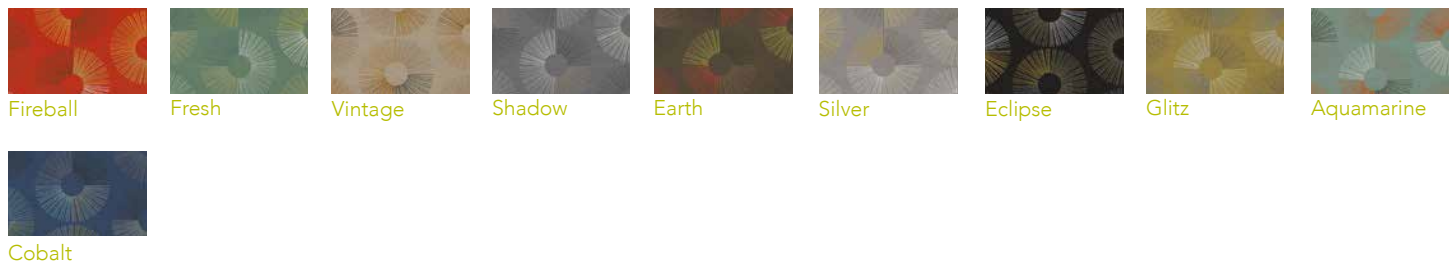 Fireball
Fresh
Vintage
Shadow
Earth
Silver
Eclipse
Glitz
Aquamarine
Cobalt